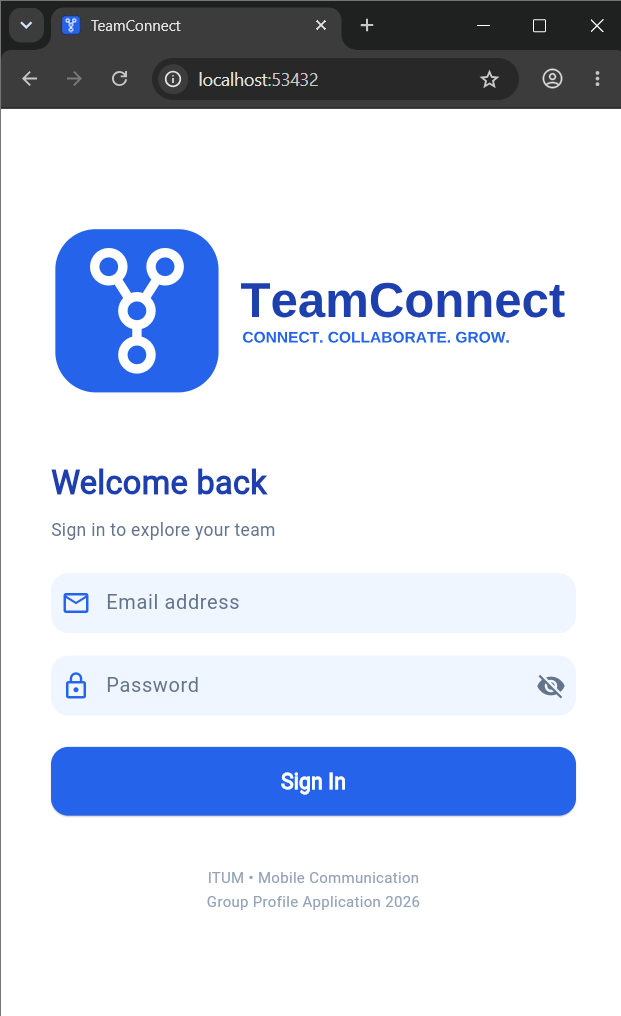 TeamConnect
localhost:53432
TeamConnect
CONNECT. COLLABORATE. GROW.
Welcome back
Sign in to explore your team
Email address
Password
Sign In
ITUM • Mobile Communication
Group Profile Application 2026